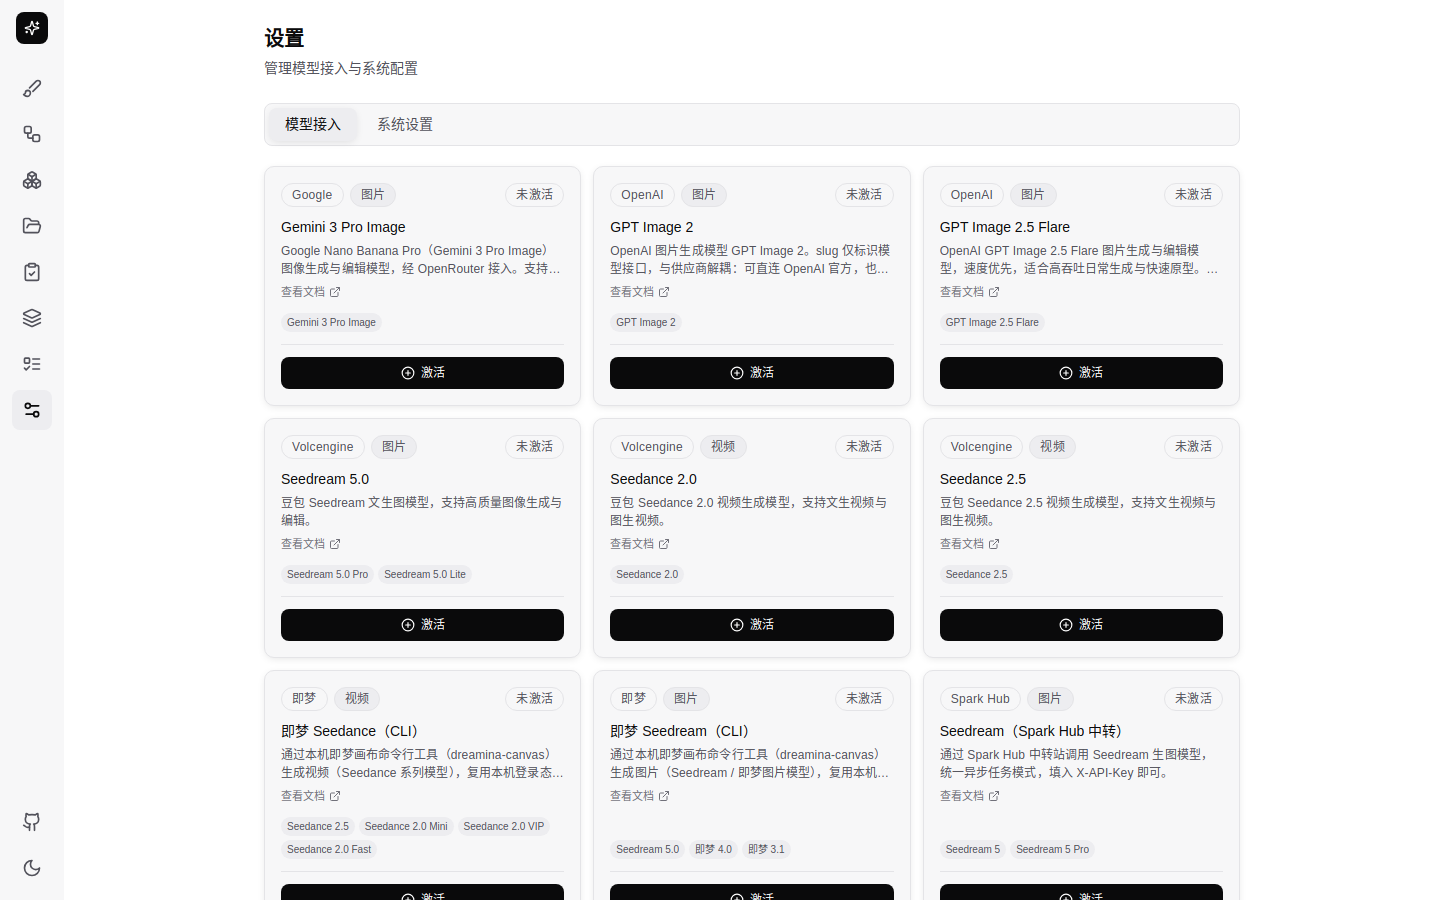 设置
管理模型接入与系统配置
模型接入
系统设置
Google
图片
未激活
Gemini 3 Pro Image
Google Nano Banana Pro（Gemini 3 Pro Image）
图像生成与编辑模型，经 OpenRouter 接入。支持…
查看文档
Gemini 3 Pro Image
激活
OpenAI
图片
未激活
GPT Image 2
OpenAI 图片生成模型 GPT Image 2。slug 仅标识模
型接口，与供应商解耦：可直连 OpenAI 官方，也…
查看文档
GPT Image 2
激活
OpenAI
图片
未激活
GPT Image 2.5 Flare
OpenAI GPT Image 2.5 Flare 图片生成与编辑模
型，速度优先，适合高吞吐日常生成与快速原型。…
查看文档
GPT Image 2.5 Flare
激活
Volcengine
图片
未激活
Seedream 5.0
豆包 Seedream 文生图模型，支持高质量图像生成与
编辑。
查看文档
Seedream 5.0 Pro
Seedream 5.0 Lite
激活
Volcengine
视频
未激活
Seedance 2.0
豆包 Seedance 2.0 视频生成模型，支持文生视频与
图生视频。
查看文档
Seedance 2.0
激活
Volcengine
视频
未激活
Seedance 2.5
豆包 Seedance 2.5 视频生成模型，支持文生视频与
图生视频。
查看文档
Seedance 2.5
激活
即梦
视频
未激活
即梦 Seedance（CLI）
通过本机即梦画布命令行工具（dreamina-canvas）
生成视频（Seedance 系列模型），复用本机登录态…
查看文档
Seedance 2.5
Seedance 2.0 Mini
Seedance 2.0 VIP
Seedance 2.0 Fast
激活
即梦
图片
未激活
即梦 Seedream（CLI）
通过本机即梦画布命令行工具（dreamina-canvas）
生成图片（Seedream / 即梦图片模型），复用本机…
查看文档
Seedream 5.0
即梦 4.0
即梦 3.1
激活
Spark Hub
图片
未激活
Seedream（Spark Hub 中转）
通过 Spark Hub 中转站调用 Seedream 生图模型，
统一异步任务模式，填入 X-API-Key 即可。
查看文档
Seedream 5
Seedream 5 Pro
激活